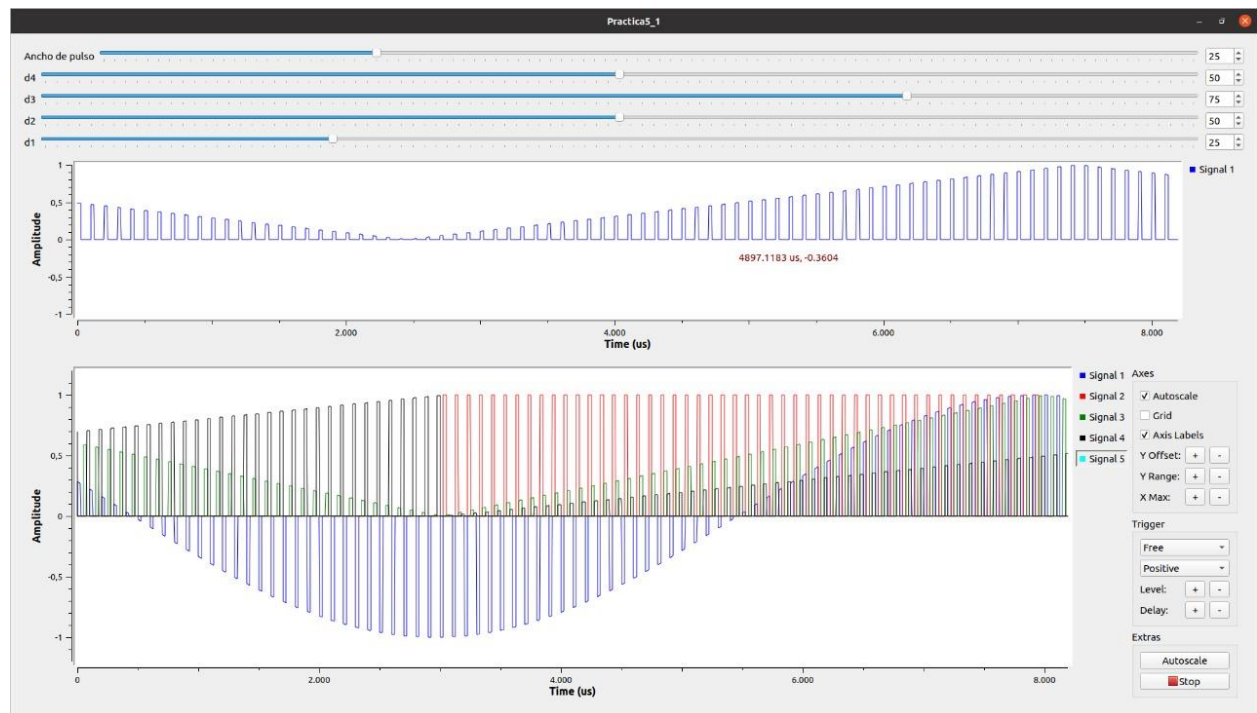 Practica5_1
Ancho de pulso 25
d4 50
d3 75
d2 50
d1 25
Signal 1
Amplitude
1
0,5
0
-0,5
-1
4897.1183 us, -0.3604
0 2.000 4.000 6.000 8.000
Time (us)
Signal 1
Signal 2
Signal 3
Signal 4
Signal 5
Amplitude
1
0,5
0
-0,5
-1
0 2.000 4.000 6.000 8.000
Time (us)
Axes
Autoscale
Grid
Axis Labels
Y Offset: + -
Y Range: + -
X Max: + -
Trigger
Free
Positive
Level: + -
Delay: + -
Extras
Autoscale
Stop